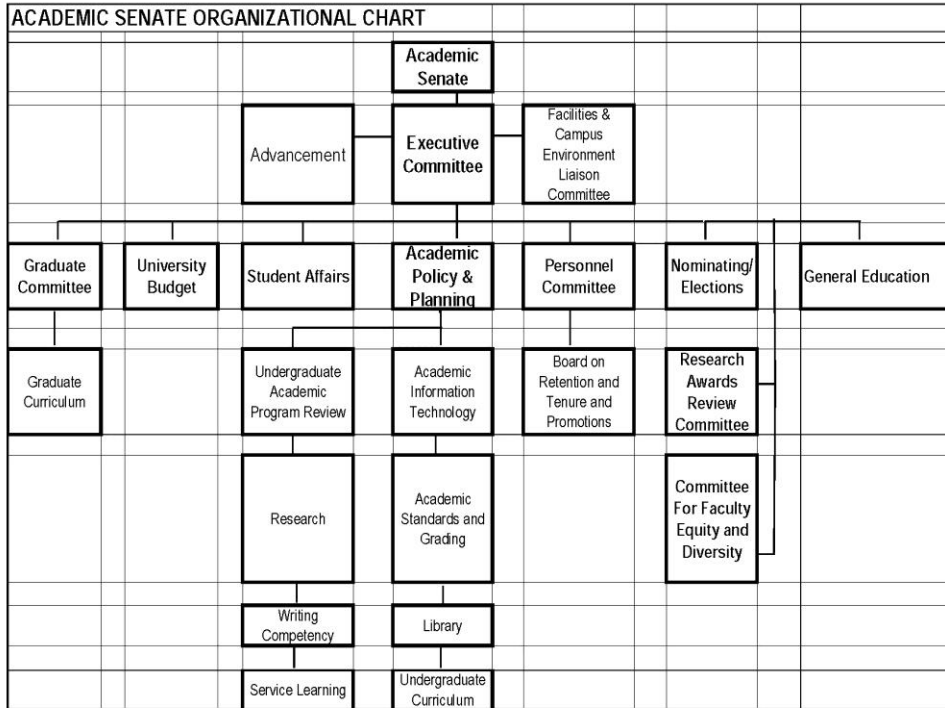 ACADEMIC SENATE ORGANIZATIONAL CHART
Academic
Senate
Advancement
Executive
Committee
Facilities &
Campus
Environment
Liaison
Committee
Graduate
Committee
University
Budget
Student Affairs
Academic
Policy &
Planning
Personnel
Committee
Nominating/
Elections
General Education
Graduate
Curriculum
Undergraduate
Academic
Program Review
Academic
Information
Technology
Board on
Retention and
Tenure and
Promotions
Research
Awards
Review
Committee
Research
Academic
Standards and
Grading
Committee
For Faculty
Equity and
Diversity
Writing
Competency
Library
Service Learning
Undergraduate
Curriculum